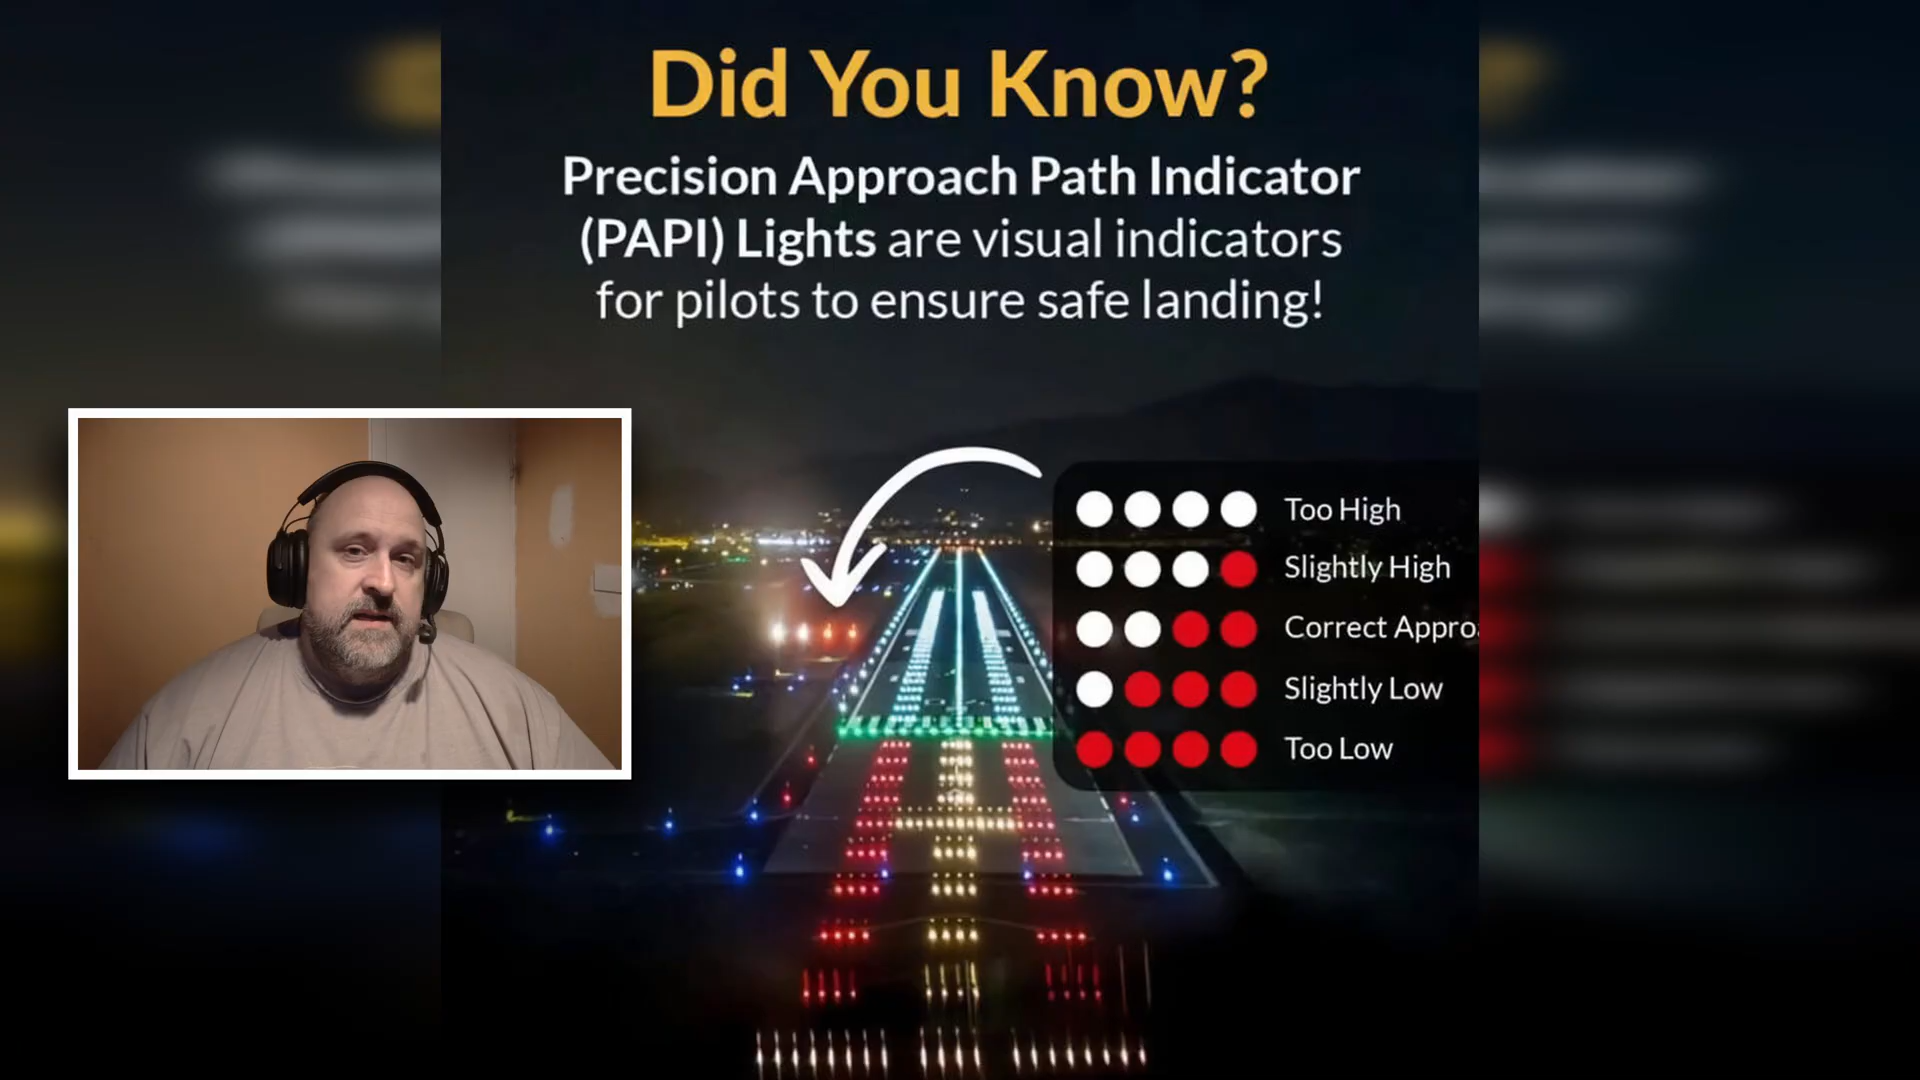 Did You Know?
Precision Approach Path Indicator
(PAPI) Lights are visual indicators
for pilots to ensure safe landing!
Too High
Slightly High
Correct Approa
Slightly Low
Too Low